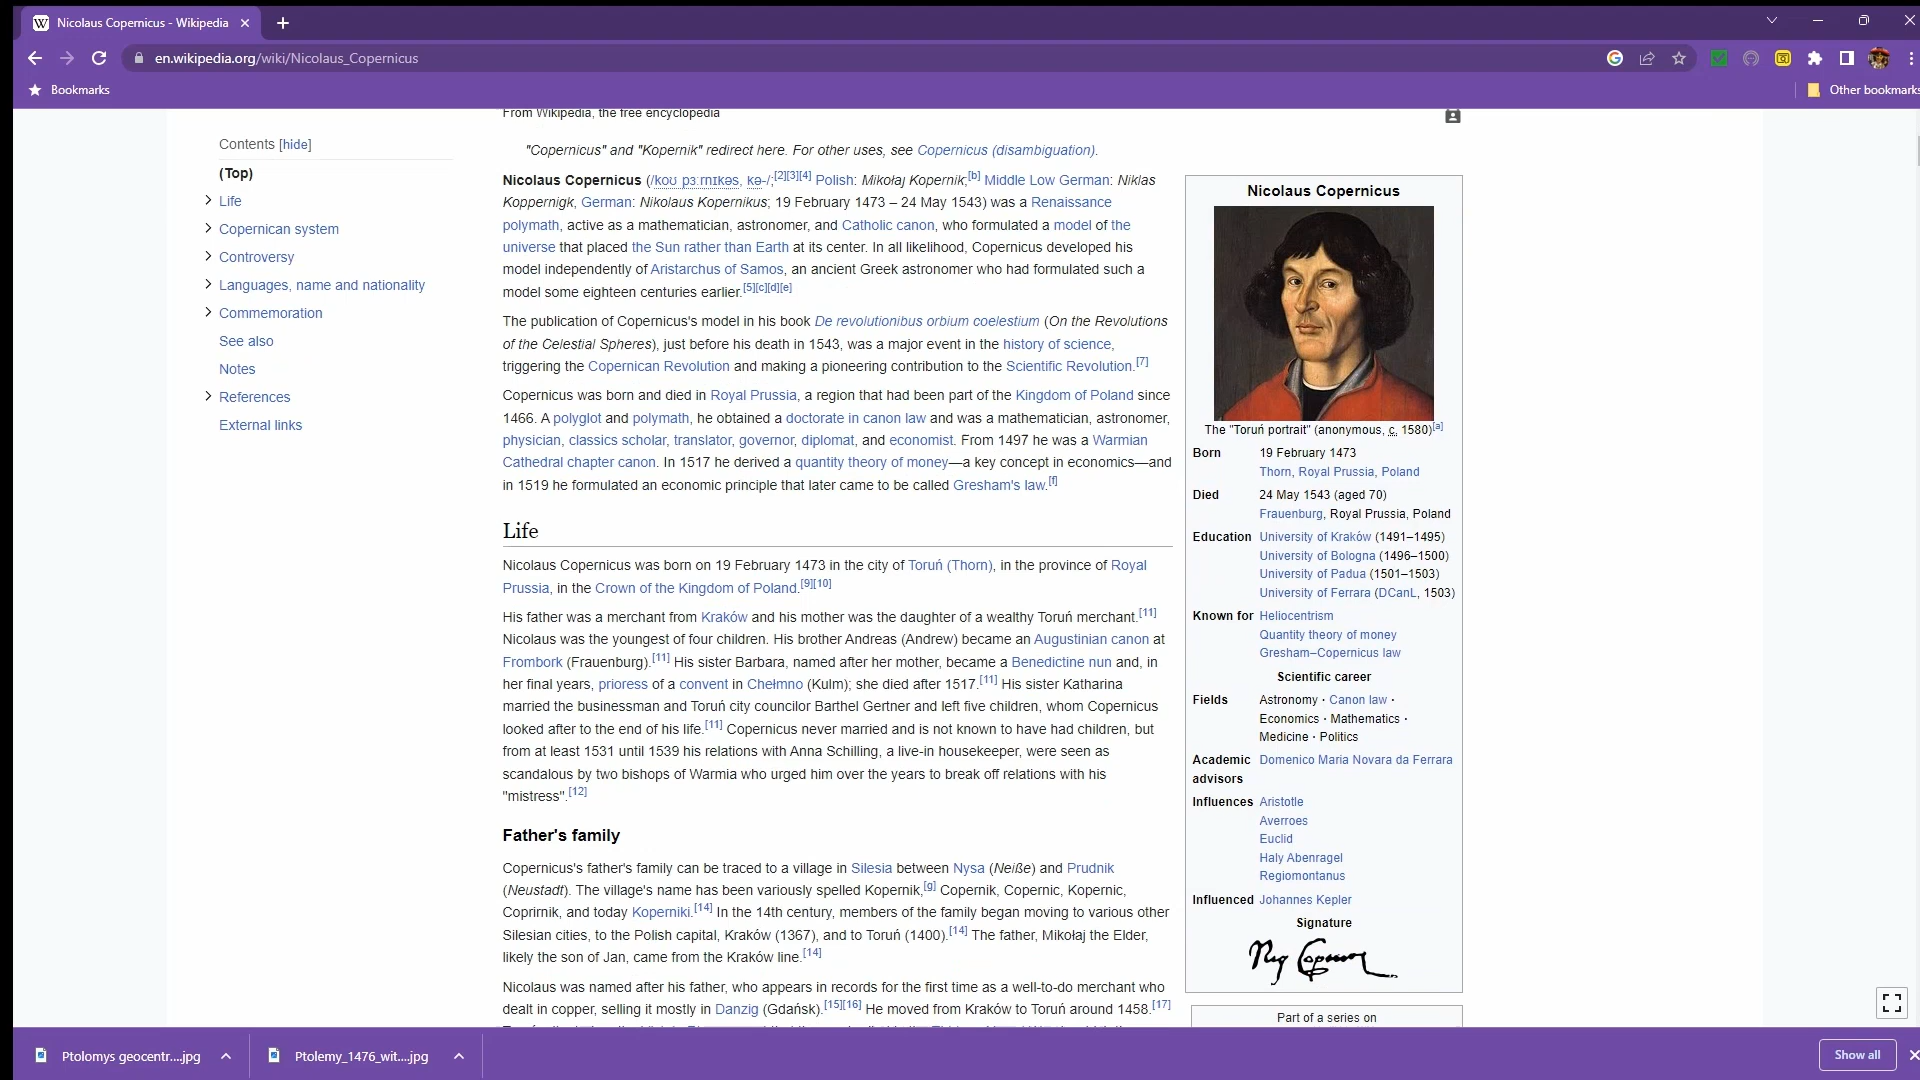 Nicolaus Copernicus - Wikipedia
en.wikipedia.org/wiki/Nicolaus_Copernicus
Bookmarks
Other bookmarks
From Wikipedia, the free encyclopedia
Contents [hide]
(Top)
Life
Copernican system
Controversy
Languages, name and nationality
Commemoration
See also
Notes
References
External links
"Copernicus" and "Kopernik" redirect here. For other uses, see Copernicus (disambiguation).
Nicolaus Copernicus (/koʊˈpɜːrnɪkəs, kə-/;[2][3][4] Polish: Mikołaj Kopernik;[b] Middle Low German: Niklas
Koppernigk, German: Nikolaus Kopernikus; 19 February 1473 – 24 May 1543) was a Renaissance
polymath, active as a mathematician, astronomer, and Catholic canon, who formulated a model of the
universe that placed the Sun rather than Earth at its center. In all likelihood, Copernicus developed his
model independently of Aristarchus of Samos, an ancient Greek astronomer who had formulated such a
model some eighteen centuries earlier.[5][c][d][e]
The publication of Copernicus's model in his book De revolutionibus orbium coelestium (On the Revolutions
of the Celestial Spheres), just before his death in 1543, was a major event in the history of science,
triggering the Copernican Revolution and making a pioneering contribution to the Scientific Revolution.[7]
Copernicus was born and died in Royal Prussia, a region that had been part of the Kingdom of Poland since
1466. A polyglot and polymath, he obtained a doctorate in canon law and was a mathematician, astronomer,
physician, classics scholar, translator, governor, diplomat, and economist. From 1497 he was a Warmian
Cathedral chapter canon. In 1517 he derived a quantity theory of money—a key concept in economics—and
in 1519 he formulated an economic principle that later came to be called Gresham's law.[f]
Life
Nicolaus Copernicus was born on 19 February 1473 in the city of Toruń (Thorn), in the province of Royal
Prussia, in the Crown of the Kingdom of Poland.[9][10]
His father was a merchant from Kraków and his mother was the daughter of a wealthy Toruń merchant.[11]
Nicolaus was the youngest of four children. His brother Andreas (Andrew) became an Augustinian canon at
Frombork (Frauenburg).[11] His sister Barbara, named after her mother, became a Benedictine nun and, in
her final years, prioress of a convent in Chełmno (Kulm); she died after 1517.[11] His sister Katharina
married the businessman and Toruń city councilor Barthel Gertner and left five children, whom Copernicus
looked after to the end of his life.[11] Copernicus never married and is not known to have had children, but
from at least 1531 until 1539 his relations with Anna Schilling, a live-in housekeeper, were seen as
scandalous by two bishops of Warmia who urged him over the years to break off relations with his
"mistress".[12]
Father's family
Copernicus's father's family can be traced to a village in Silesia between Nysa (Neiße) and Prudnik
(Neustadt). The village's name has been variously spelled Kopernik,[g] Copernik, Copernic, Kopernic,
Coprirnik, and today Koperniki.[14] In the 14th century, members of the family began moving to various other
Silesian cities, to the Polish capital, Kraków (1367), and to Toruń (1400).[14] The father, Mikołaj the Elder,
likely the son of Jan, came from the Kraków line.[14]
Nicolaus was named after his father, who appears in records for the first time as a well-to-do merchant who
dealt in copper, selling it mostly in Danzig (Gdańsk).[15][16] He moved from Kraków to Toruń around 1458.[17]
Nicolaus Copernicus
The "Toruń portrait" (anonymous, c. 1580)[a]
Born 19 February 1473
Thorn, Royal Prussia, Poland
Died 24 May 1543 (aged 70)
Frauenburg, Royal Prussia, Poland
Education University of Kraków (1491–1495)
University of Bologna (1496–1500)
University of Padua (1501–1503)
University of Ferrara (DCanL, 1503)
Known for Heliocentrism
Quantity theory of money
Gresham–Copernicus law
Scientific career
Fields Astronomy · Canon law ·
Economics · Mathematics ·
Medicine · Politics
Academic Domenico Maria Novara da Ferrara
advisors
Influences Aristotle
Averroes
Euclid
Haly Abenragel
Regiomontanus
Influenced Johannes Kepler
Signature
Part of a series on
Ptolomys geocentr....jpg
Ptolemy_1476_wit....jpg
Show all